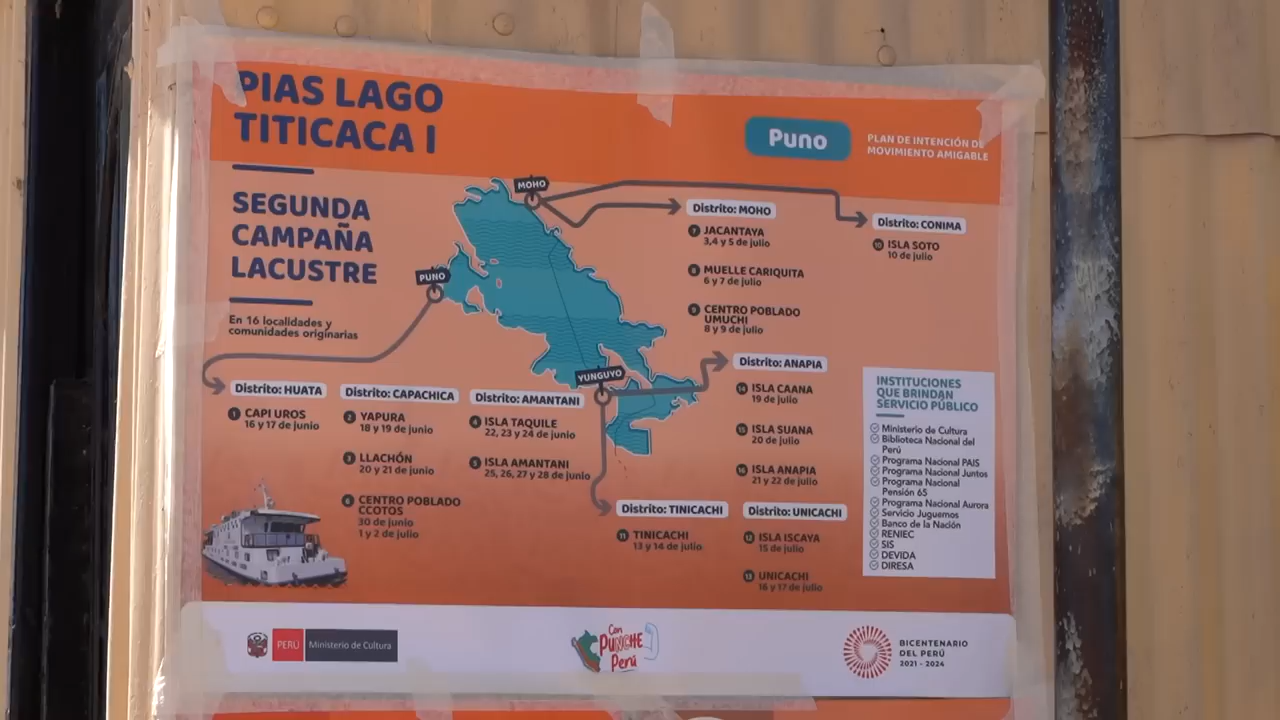 PIAS LAGO
TITICACA I
Puno
PLAN DE INTENCIÓN DE
MOVIMIENTO AMIGABLE
SEGUNDA
CAMPAÑA
LACUSTRE
En 16 localidades y
comunidades originarias
MOHO
PUNO
YUNGUYO
Distrito: HUATA
1 CAPI UROS
16 y 17 de junio
Distrito: CAPACHICA
2 YAPURA
18 y 19 de junio
3 LLACHÓN
20 y 21 de junio
6 CENTRO POBLADO
CCOTOS
30 de junio
1 y 2 de julio
Distrito: AMANTANI
4 ISLA TAQUILE
22, 23 y 24 de junio
5 ISLA AMANTANI
25, 26, 27 y 28 de junio
Distrito: MOHO
7 JACANTAYA
3,4 y 5 de julio
8 MUELLE CARIQUITA
6 y 7 de julio
9 CENTRO POBLADO
UMUCHI
8 y 9 de julio
Distrito: CONIMA
10 ISLA SOTO
10 de julio
Distrito: TINICACHI
11 TINICACHI
13 y 14 de julio
Distrito: UNICACHI
12 ISLA ISCAYA
15 de julio
13 UNICACHI
16 y 17 de julio
Distrito: ANAPIA
14 ISLA CAANA
19 de julio
15 ISLA SUANA
20 de julio
16 ISLA ANAPIA
21 y 22 de julio
INSTITUCIONES
QUE BRINDAN
SERVICIO PÚBLICO
Ministerio de Cultura
Biblioteca Nacional del
Perú
Programa Nacional PAIS
Programa Nacional Juntos
Programa Nacional
Pensión 65
Programa Nacional Aurora
Servicio Juguemos
Banco de la Nación
RENIEC
SIS
DEVIDA
DIRESA
PERÚ
Ministerio de Cultura
Con
PUNCHE
Perú
BICENTENARIO
DEL PERÚ
2021 - 2024